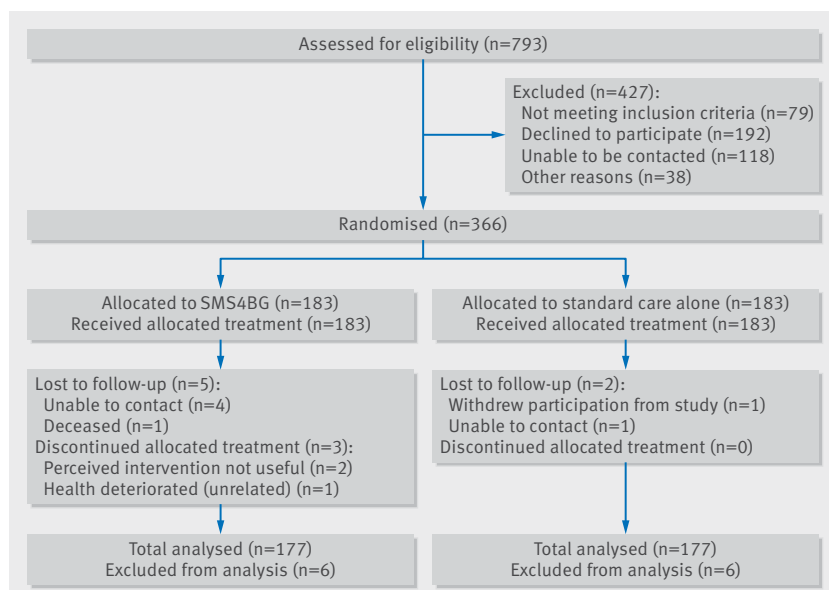 Assessed for eligibility (n=793)
Excluded (n=427):
Not meeting inclusion criteria (n=79)
Declined to participate (n=192)
Unable to be contacted (n=118)
Other reasons (n=38)
Randomised (n=366)
Allocated to SMS4BG (n=183)
Received allocated treatment (n=183)
Allocated to standard care alone (n=183)
Received allocated treatment (n=183)
Lost to follow-up (n=5):
Unable to contact (n=4)
Deceased (n=1)
Discontinued allocated treatment (n=3):
Perceived intervention not useful (n=2)
Health deteriorated (unrelated) (n=1)
Lost to follow-up (n=2):
Withdrew participation from study (n=1)
Unable to contact (n=1)
Discontinued allocated treatment (n=0)
Total analysed (n=177)
Excluded from analysis (n=6)
Total analysed (n=177)
Excluded from analysis (n=6)